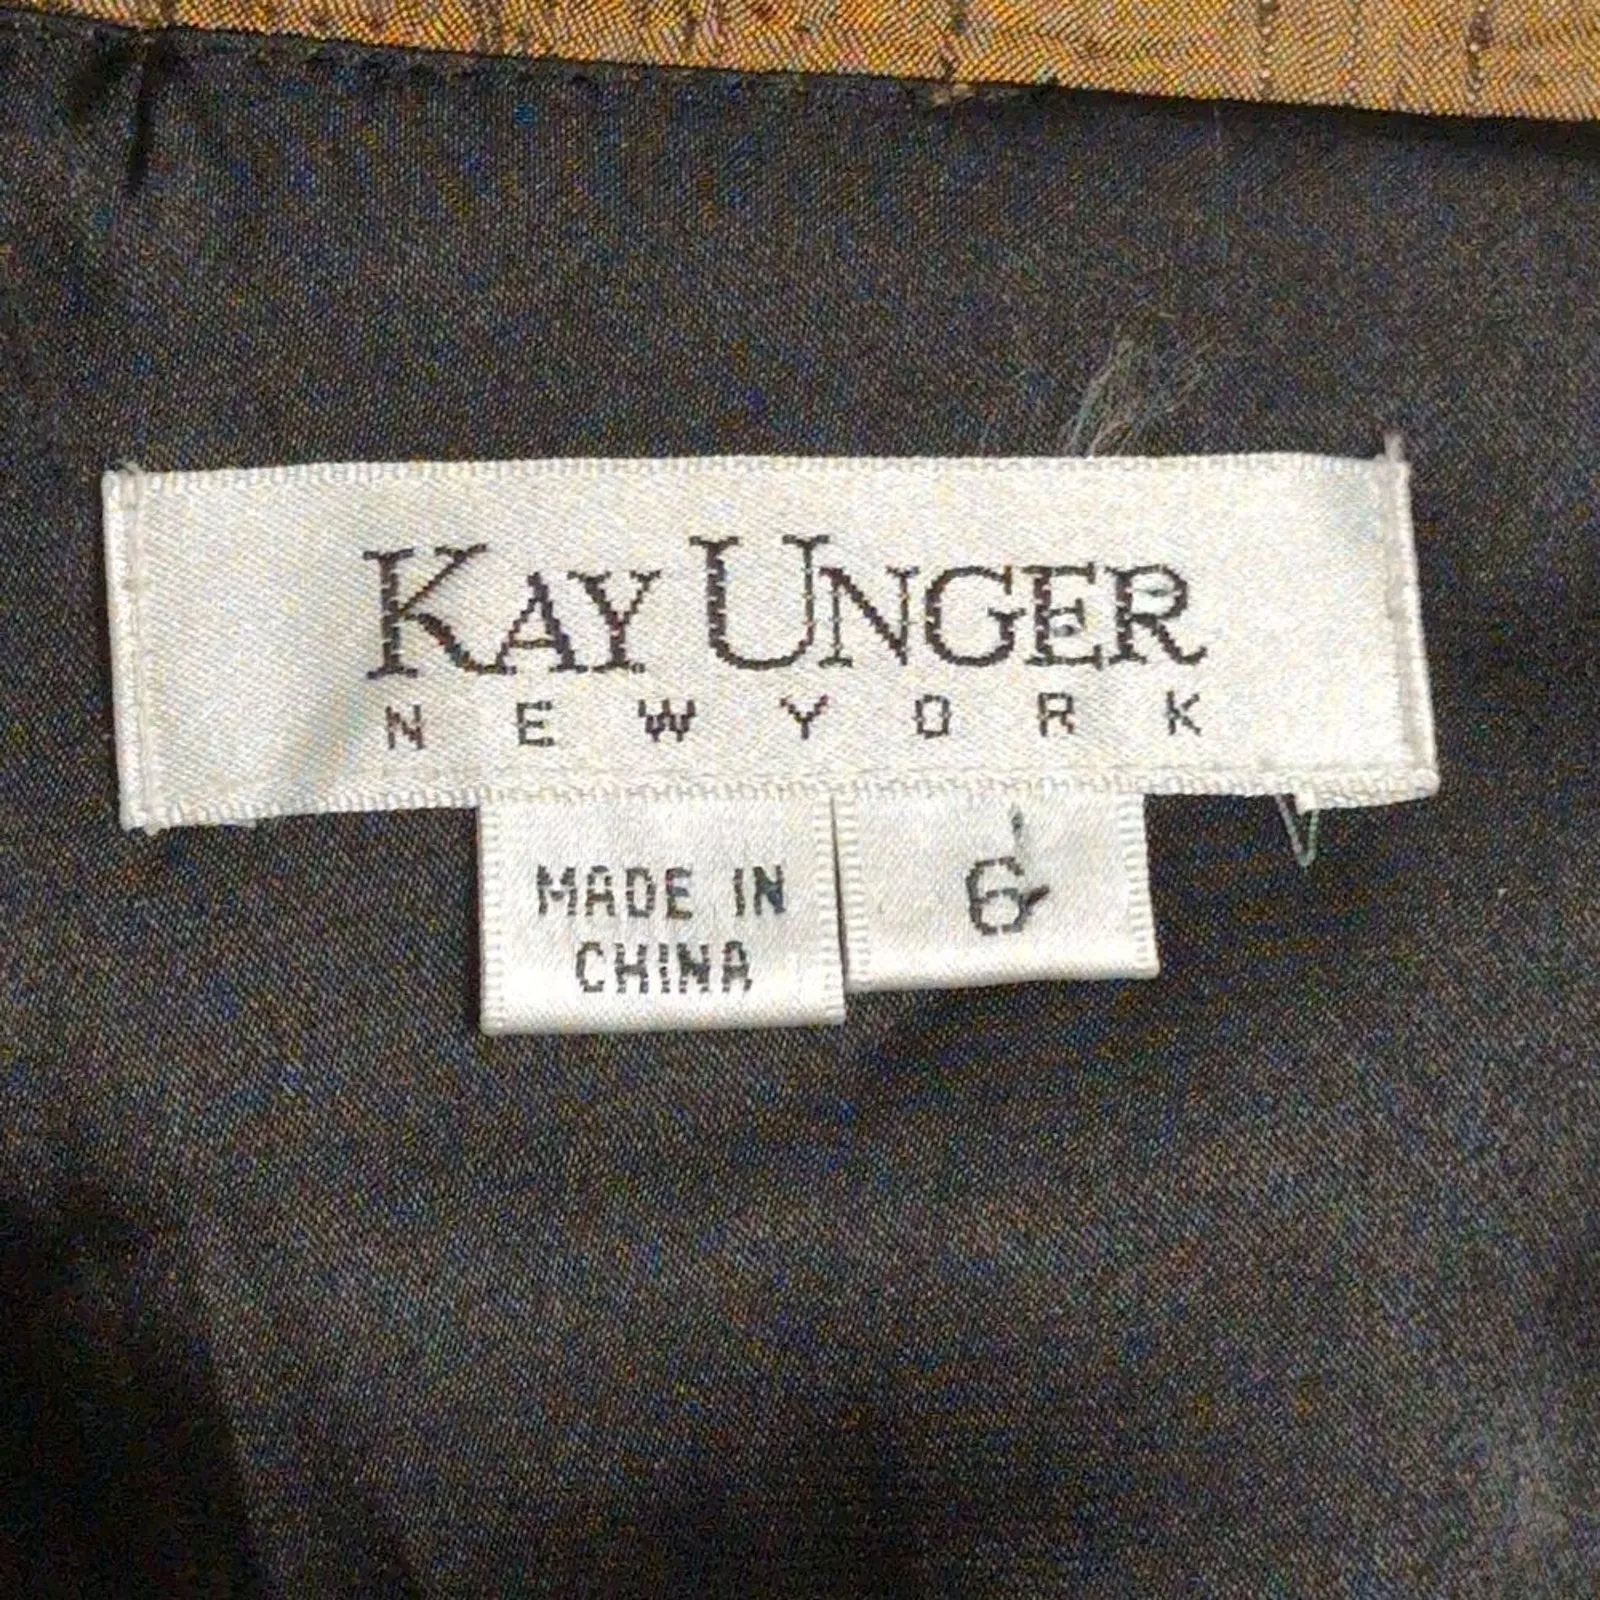 KAY UNGER
NEW YORK
MADE IN
CHINA
6